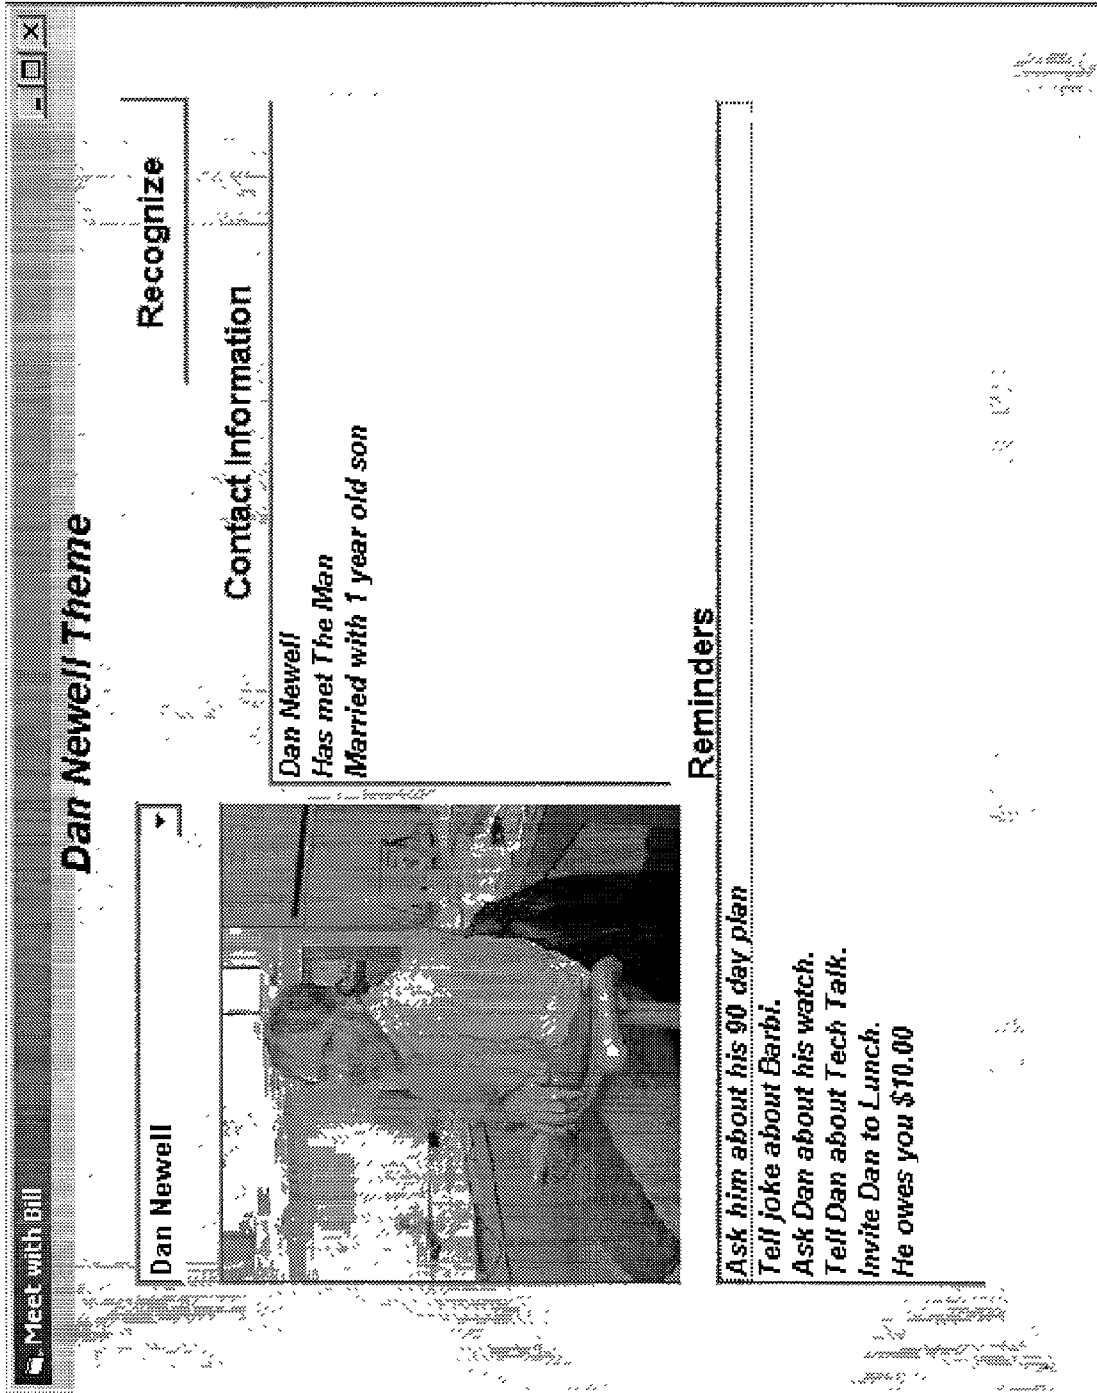 Meet with Bill
Dan Newell Theme
Dan Newell
Recognize
Contact Information
Dan Newell
Has met The Man
Married with 1 year old son
Reminders
Ask him about his 90 day plan
Tell joke about Barbi.
Ask Dan about his watch.
Tell Dan about Tech Talk.
Invite Dan to Lunch.
He owes you $10.00